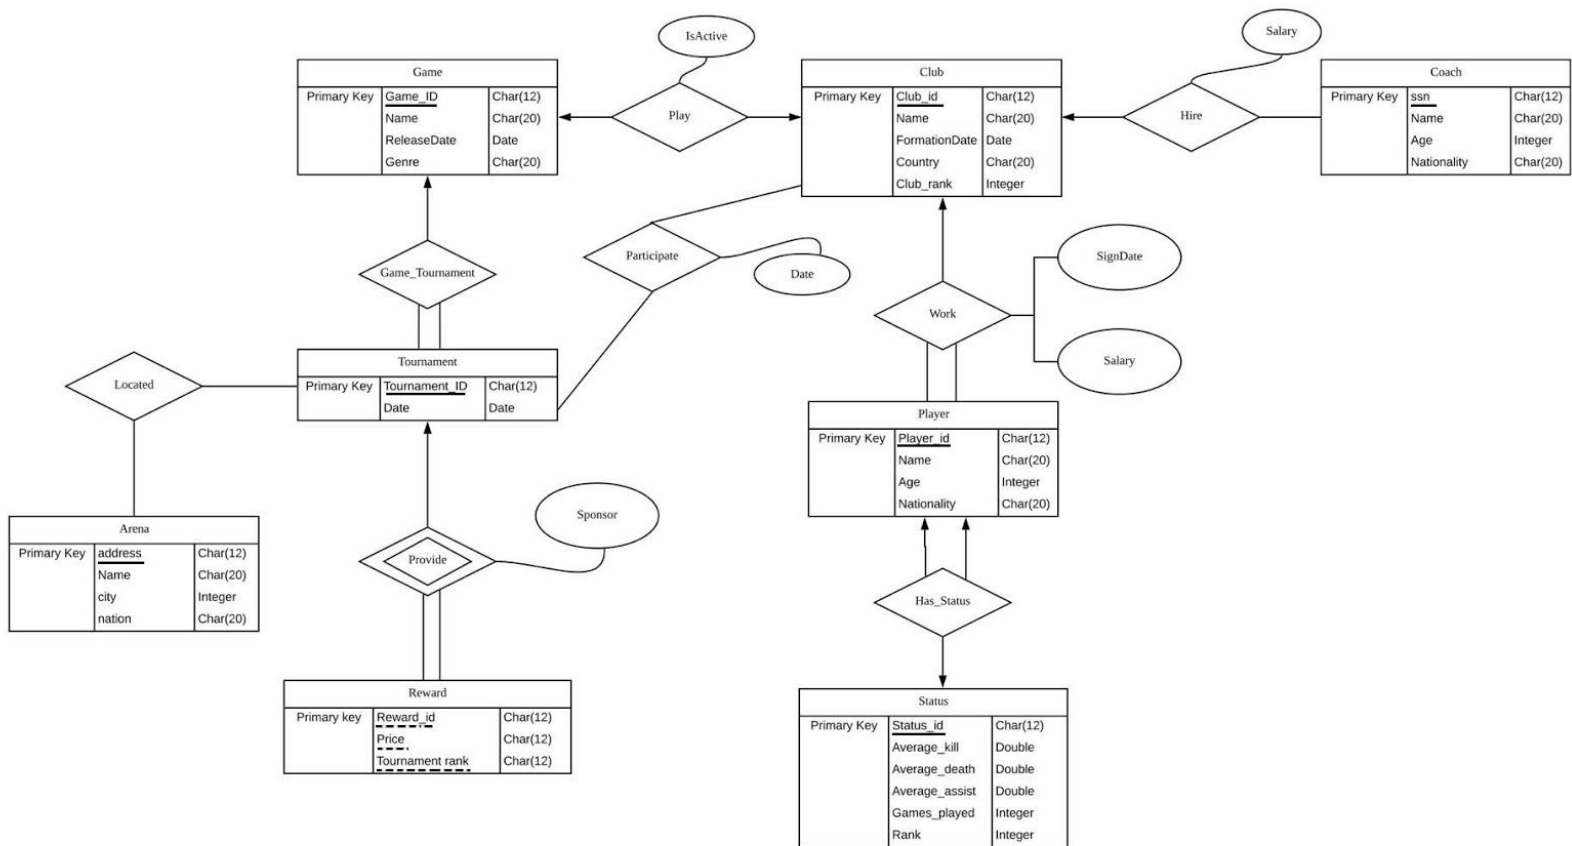 IsActive
Salary
Game
Primary Key Game_ID Char(12)
Name Char(20)
ReleaseDate Date
Genre Char(20)
Play
Club
Primary Key Club_id Char(12)
Name Char(20)
FormationDate Date
Country Char(20)
Club_rank Integer
Hire
Coach
Primary Key ssn Char(12)
Name Char(20)
Age Integer
Nationality Char(20)
Game_Tournament
Participate
Date
SignDate
Work
Salary
Located
Tournament
Primary Key Tournament_ID Char(12)
Date Date
Player
Primary Key Player_id Char(12)
Name Char(20)
Age Integer
Nationality Char(20)
Arena
Primary Key address Char(12)
Name Char(20)
city Integer
nation Char(20)
Sponsor
Provide
Has_Status
Reward
Primary key Reward_id Char(12)
Price Char(12)
Tournament rank Char(12)
Status
Primary Key Status_id Char(12)
Average_kill Double
Average_death Double
Average_assist Double
Games_played Integer
Rank Integer